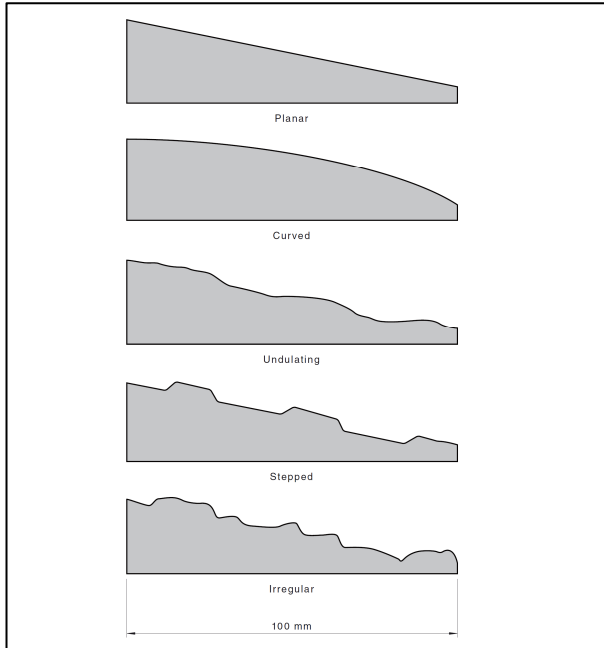 Planar
Curved
Undulating
Stepped
Irregular
100 mm